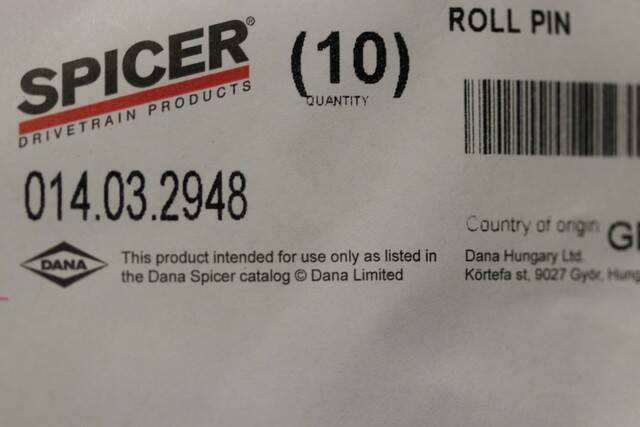 SPICER®
DRIVETRAIN PRODUCTS
(10)
QUANTITY
ROLL PIN
014.03.2948
DANA
This product intended for use only as listed in
the Dana Spicer catalog © Dana Limited
Country of origin
Dana Hungary Ltd.
Körtefa st, 9027 Győr,